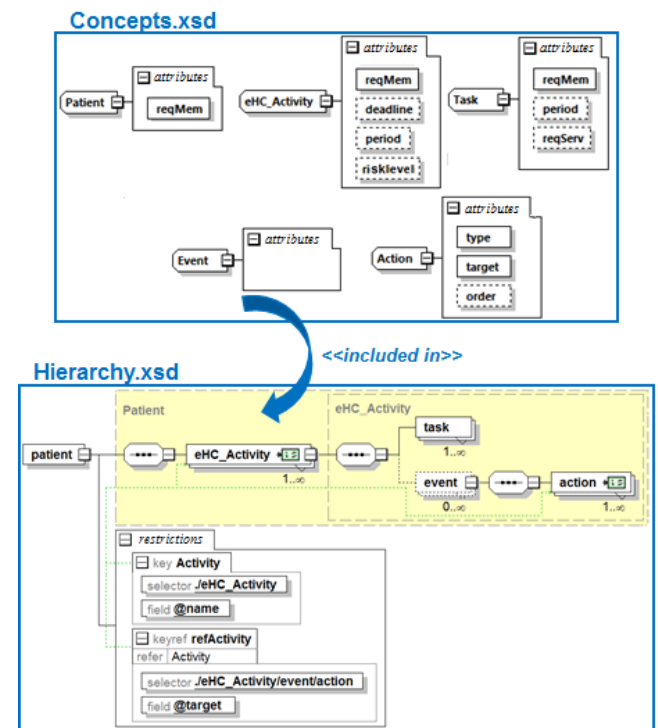 Concepts.xsd
attributes
attributes
attributes
Patient
reqMem
eHC_Activity
reqMem
deadline
period
risklevel
Task
reqMem
period
reqServ
Event
attributes
Action
attributes
type
target
order
<<included in>>
Hierarchy.xsd
Patient
eHC_Activity
patient
eHC_Activity
1..∞
task
1..∞
event
0..∞
action
1..∞
restrictions
key Activity
selector ./eHC_Activity
field @name
keyref refActivity
refer Activity
selector ./eHC_Activity/event/action
field @target